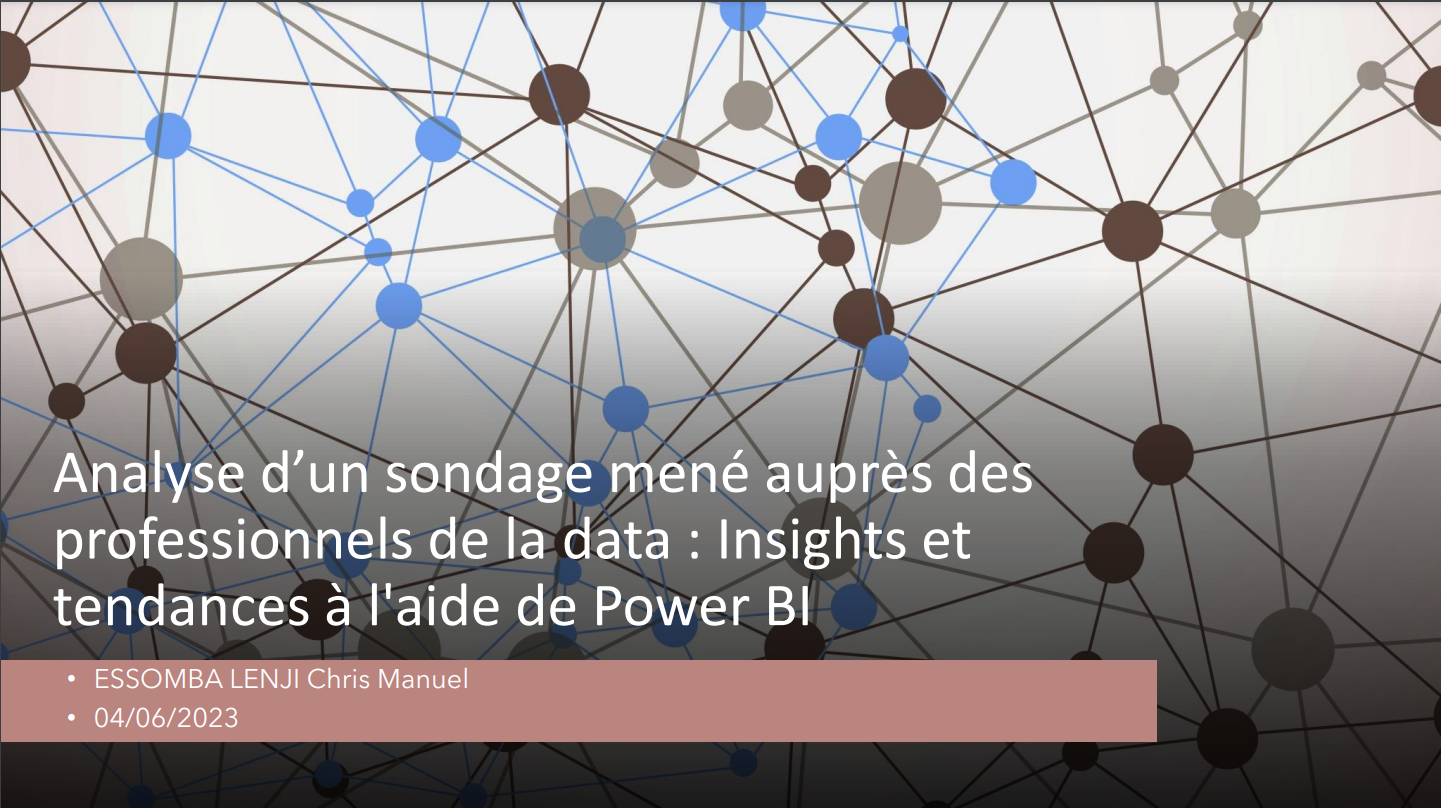 Analyse d’un sondage mené auprès des
professionnels de la data : Insights et
tendances à l'aide de Power BI
• ESSOMBA LENJI Chris Manuel
• 04/06/2023